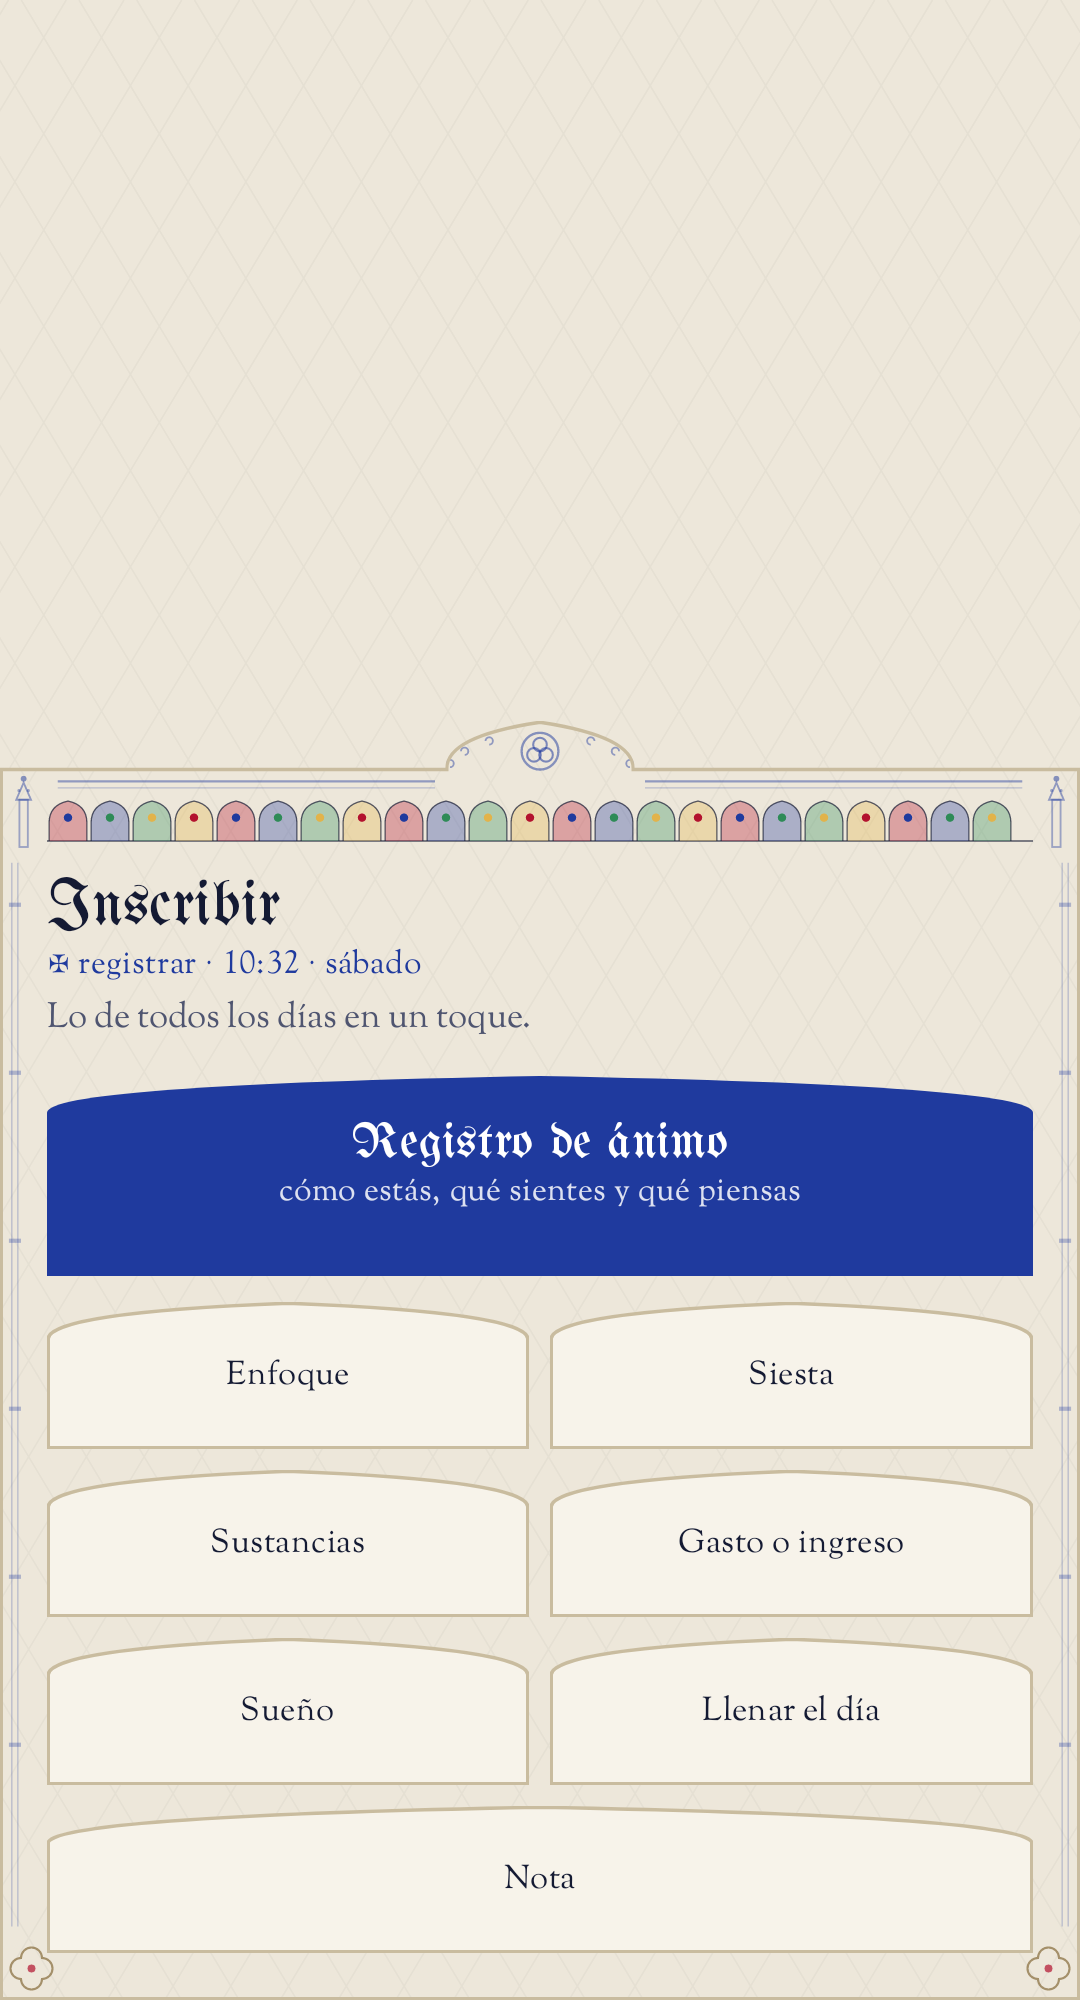 Inscribir
✠ registrar · 10:32 · sábado
Lo de todos los días en un toque.
Registro de ánimo
cómo estás, qué sientes y qué piensas
Enfoque
Siesta
Sustancias
Gasto o ingreso
Sueño
Llenar el día
Nota